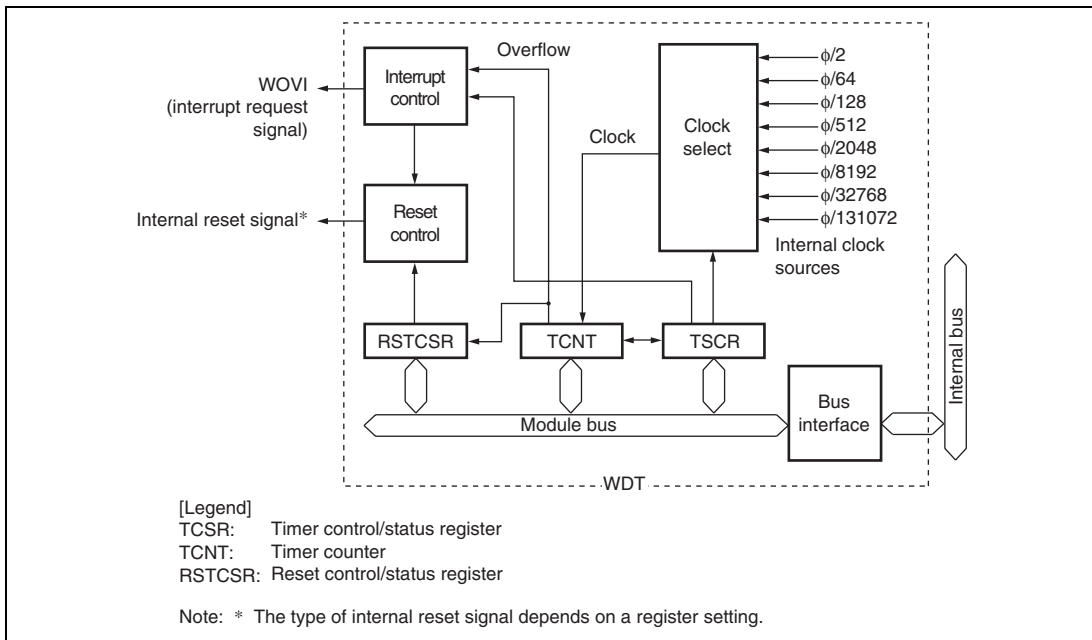 Overflow
Interrupt
control
WOVI
(interrupt request
signal)
Clock
Clock
select
ϕ/2
ϕ/64
ϕ/128
ϕ/512
ϕ/2048
ϕ/8192
ϕ/32768
ϕ/131072
Internal clock
sources
Reset
control
Internal reset signal*
RSTCSR
TCNT
TSCR
Module bus
Bus
interface
Internal bus
WDT
[Legend]
TCSR: Timer control/status register
TCNT: Timer counter
RSTCSR: Reset control/status register
Note: * The type of internal reset signal depends on a register setting.